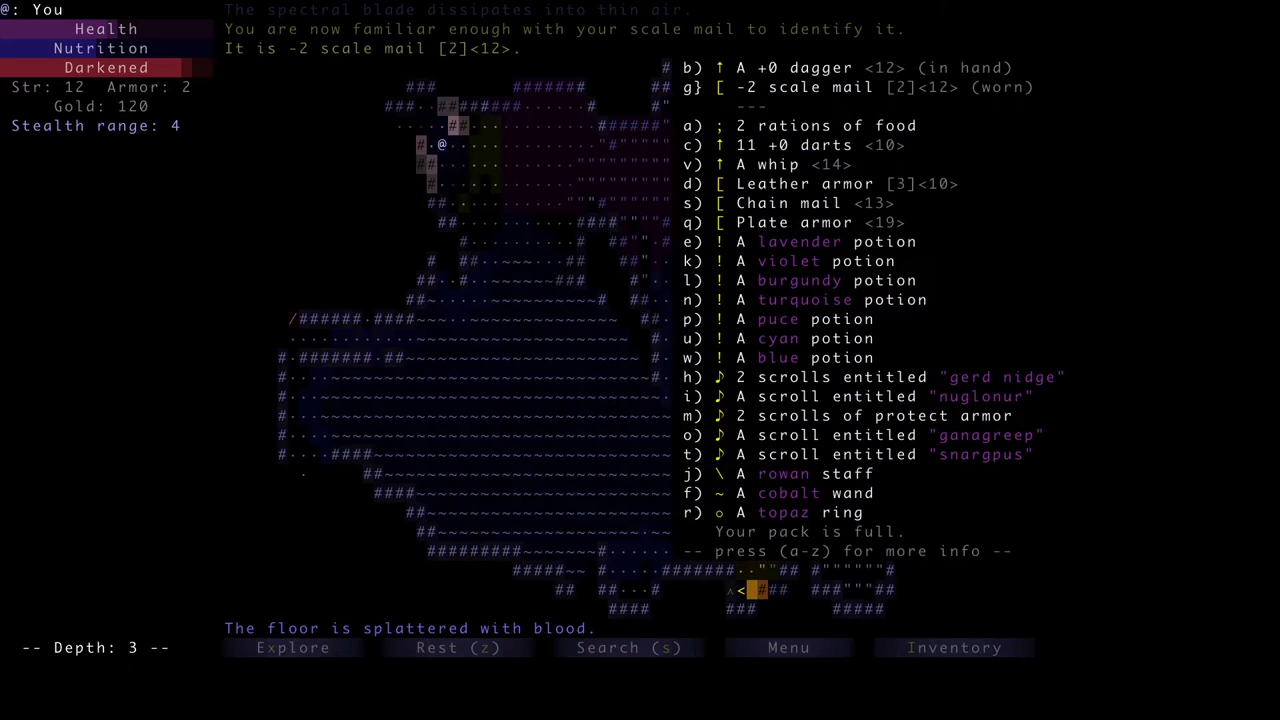 @: You
The spectral blade dissipates into thin air.
Health
You are now familiar enough with your scale mail to identify it.
Nutrition
It is -2 scale mail [2]<12>.
Darkened
Str: 12  Armor: 2
Gold: 120
Stealth range: 4
b) ↑ A +0 dagger <12> (in hand)
g} [ -2 scale mail [2]<12> (worn)
---
a) ; 2 rations of food
c) ↑ 11 +0 darts <10>
v) ↑ A whip <14>
d) [ Leather armor [3]<10>
s) [ Chain mail <13>
q) [ Plate armor <19>
e) ! A lavender potion
k) ! A violet potion
l) ! A burgundy potion
n) ! A turquoise potion
p) ! A puce potion
u) ! A cyan potion
w) ! A blue potion
h) ♪ 2 scrolls entitled "gerd nidge"
i) ♪ A scroll entitled "nuglonur"
m) ♪ 2 scrolls of protect armor
o) ♪ A scroll entitled "ganagreep"
t) ♪ A scroll entitled "snargpus"
j) \ A rowan staff
f) ~ A cobalt wand
r) ○ A topaz ring
Your pack is full.
-- press (a-z) for more info --
The floor is splattered with blood.
-- Depth: 3 --
Explore
Rest (z)
Search (s)
Menu
Inventory